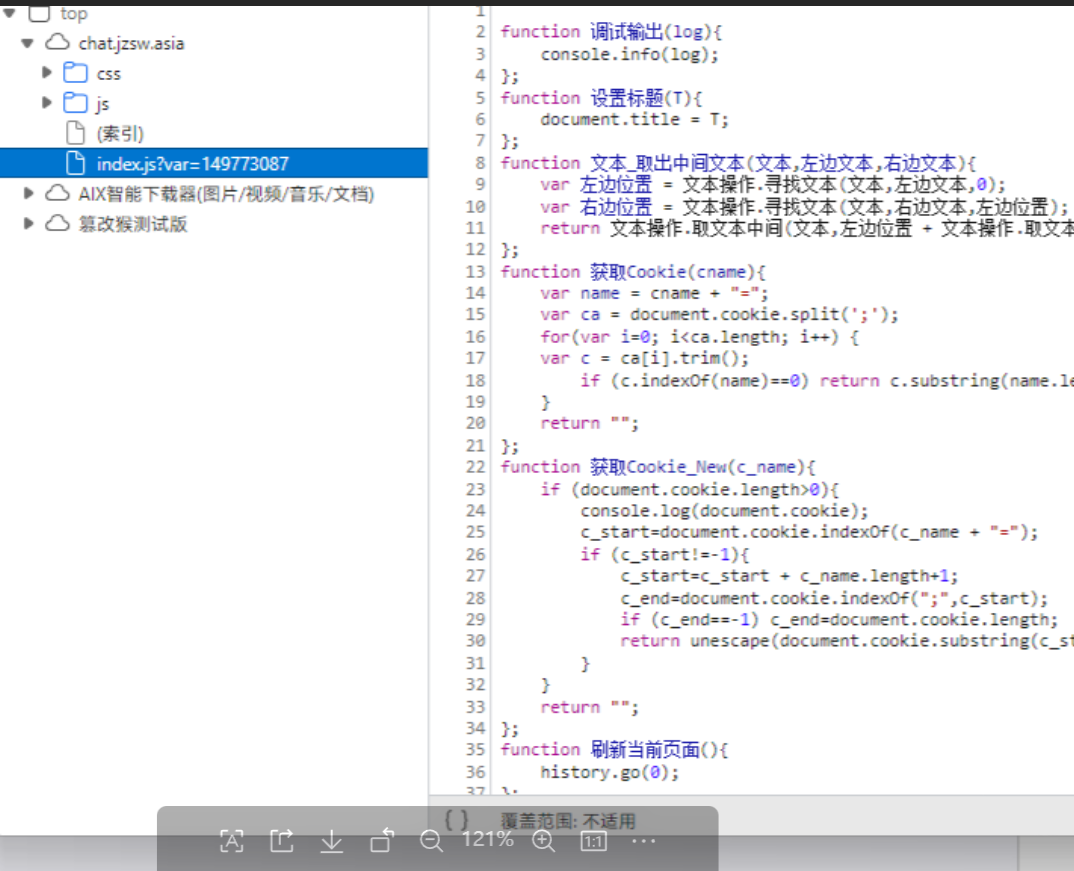 top
chat.jzsw.asia
css
js
(索引)
index.js?var=149773087
AIX智能下载器(图片/视频/音乐/文档)
篡改猴测试版
1
2 function 调试输出(log){
3 console.info(log);
4 };
5 function 设置标题(T){
6 document.title = T;
7 };
8 function 文本_取出中间文本(文本,左边文本,右边文本){
9 var 左边位置 = 文本操作.寻找文本(文本,左边文本,0);
10 var 右边位置 = 文本操作.寻找文本(文本,右边文本,左边位置);
11 return 文本操作.取文本中间(文本,左边位置 + 文本操作.取文本
12 };
13 function 获取Cookie(cname){
14 var name = cname + "=";
15 var ca = document.cookie.split(';');
16 for(var i=0; i<ca.length; i++) {
17 var c = ca[i].trim();
18 if (c.indexOf(name)==0) return c.substring(name.le
19 }
20 return "";
21 };
22 function 获取Cookie_New(c_name){
23 if (document.cookie.length>0){
24 console.log(document.cookie);
25 c_start=document.cookie.indexOf(c_name + "=");
26 if (c_start!=-1){
27 c_start=c_start + c_name.length+1;
28 c_end=document.cookie.indexOf(";",c_start);
29 if (c_end==-1) c_end=document.cookie.length;
30 return unescape(document.cookie.substring(c_st
31 }
32 }
33 return "";
34 };
35 function 刷新当前页面(){
36 history.go(0);
37 };
{ } 覆盖范围: 不适用
121%
1:1